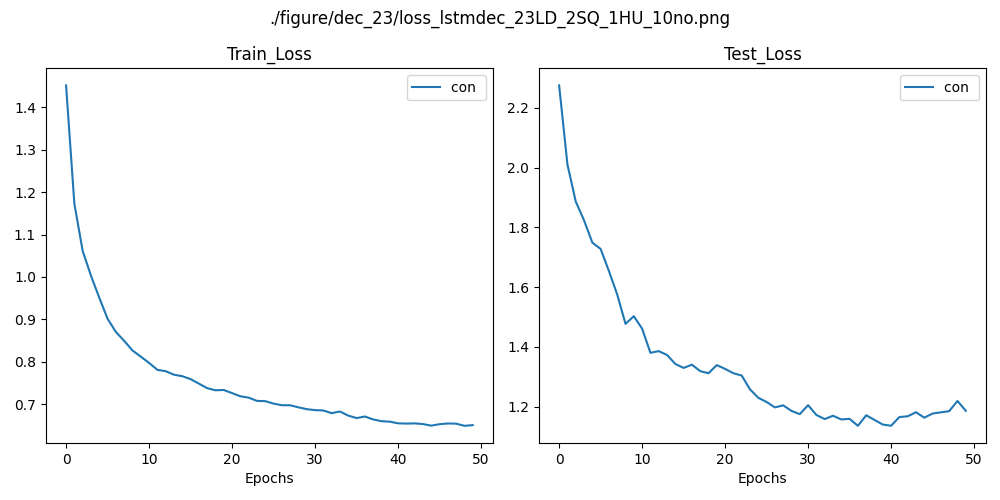 ./figure/dec_23/loss_lstmdec_23LD_2SQ_1HU_10no.png
Train_Loss
Test_Loss
con
con
1.4
1.3
1.2
1.1
1.0
0.9
0.8
0.7
0 10 20 30 40 50
Epochs
2.2
2.0
1.8
1.6
1.4
1.2
0 10 20 30 40 50
Epochs